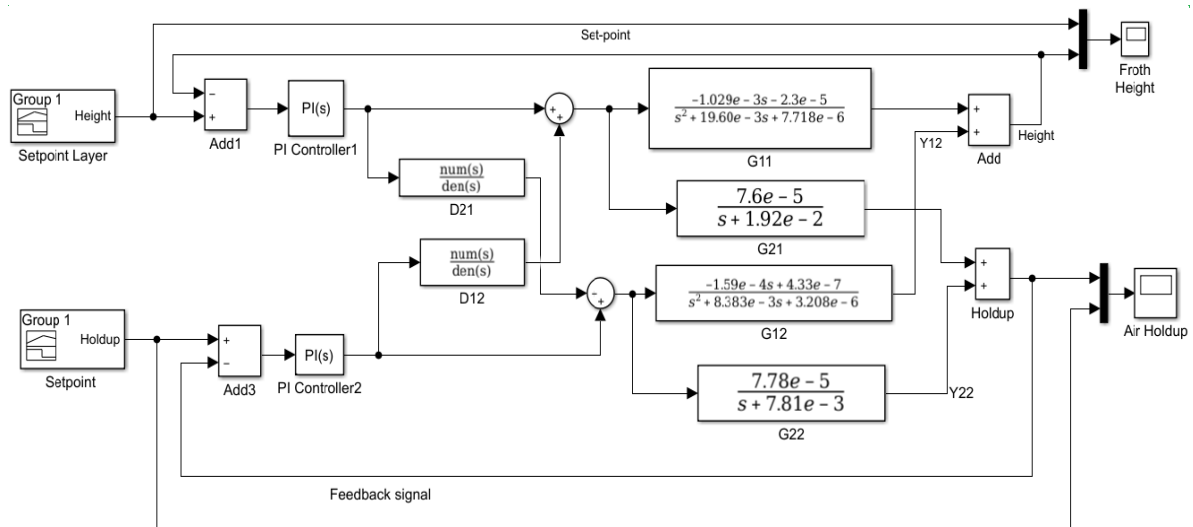 Set-point
Froth
Height
Group 1
Height
Setpoint Layer
−
+
Add1
PI(s)
PI Controller1
+
+
−1.029e − 3s − 2.3e − 5
s² + 19.60e − 3s + 7.718e − 6
G11
Y12
+
+
Add
Height
num(s)
den(s)
D21
7.6e − 5
s + 1.92e − 2
G21
num(s)
den(s)
D12
−
+
−1.59e − 4s + 4.33e − 7
s² + 8.383e − 3s + 3.208e − 6
G12
+
+
Holdup
Air Holdup
Group 1
Holdup
Setpoint
+
−
Add3
PI(s)
PI Controller2
7.78e − 5
s + 7.81e − 3
G22
Y22
Feedback signal